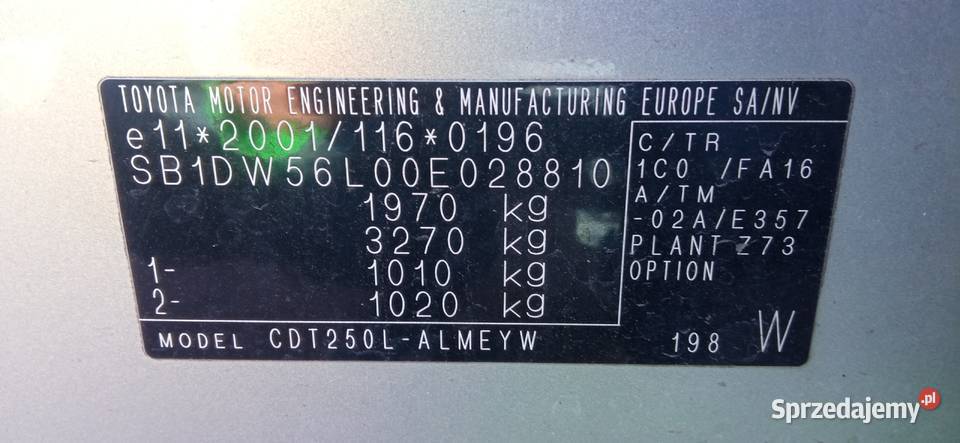 TOYOTA MOTOR ENGINEERING & MANUFACTURING EUROPE SA/NV
e11*2001/116*0196
SB1DW56L00E028810
1970 kg
3270 kg
1- 1010 kg
2- 1020 kg
C/TR
1C0 /FA16
A/TM
-02A/E357
PLANT Z73
OPTION
MODEL CDT250L-ALMEYW
198 W
Sprzedajemy.pl